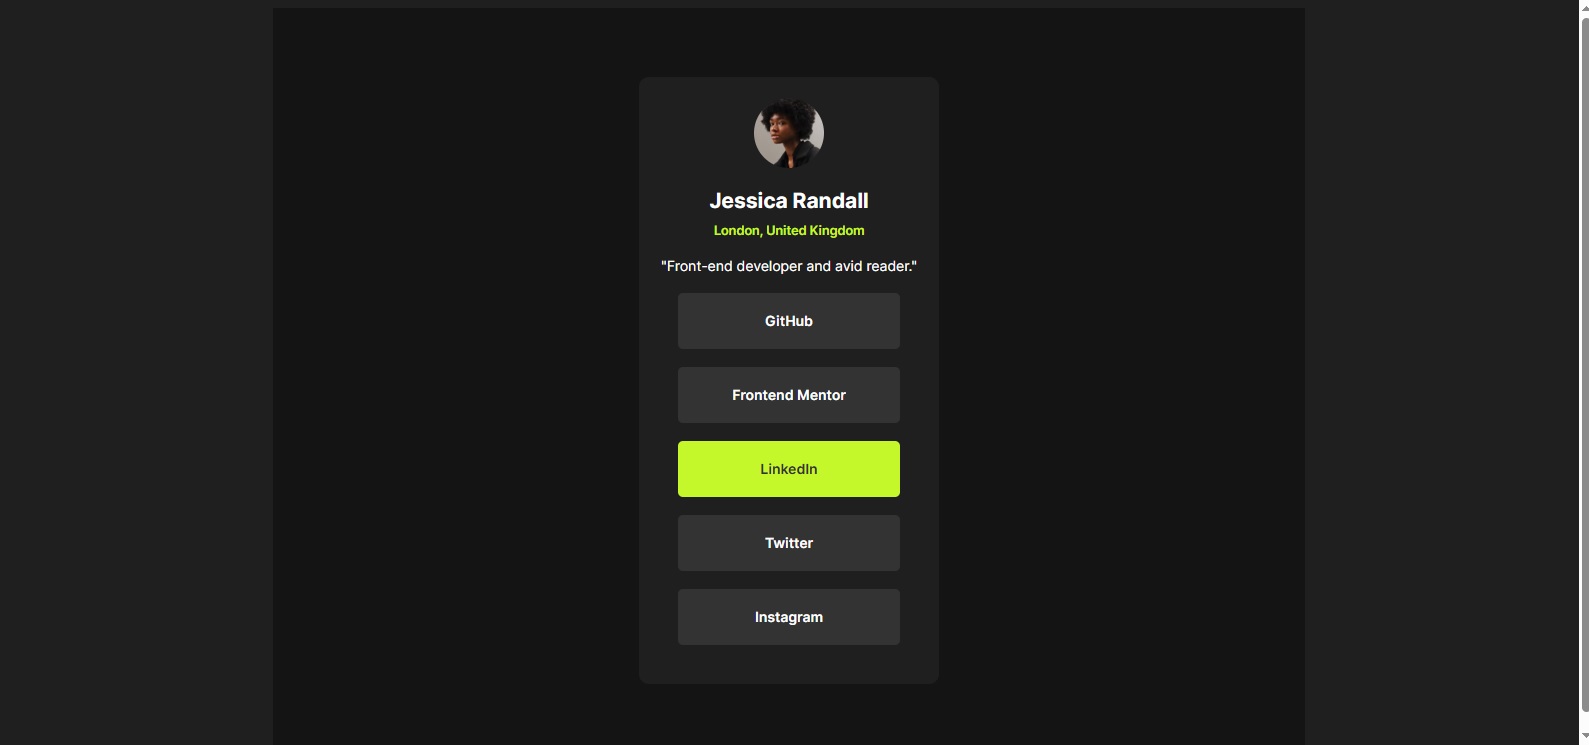 Jessica Randall
London, United Kingdom
"Front-end developer and avid reader."
GitHub
Frontend Mentor
LinkedIn
Twitter
Instagram